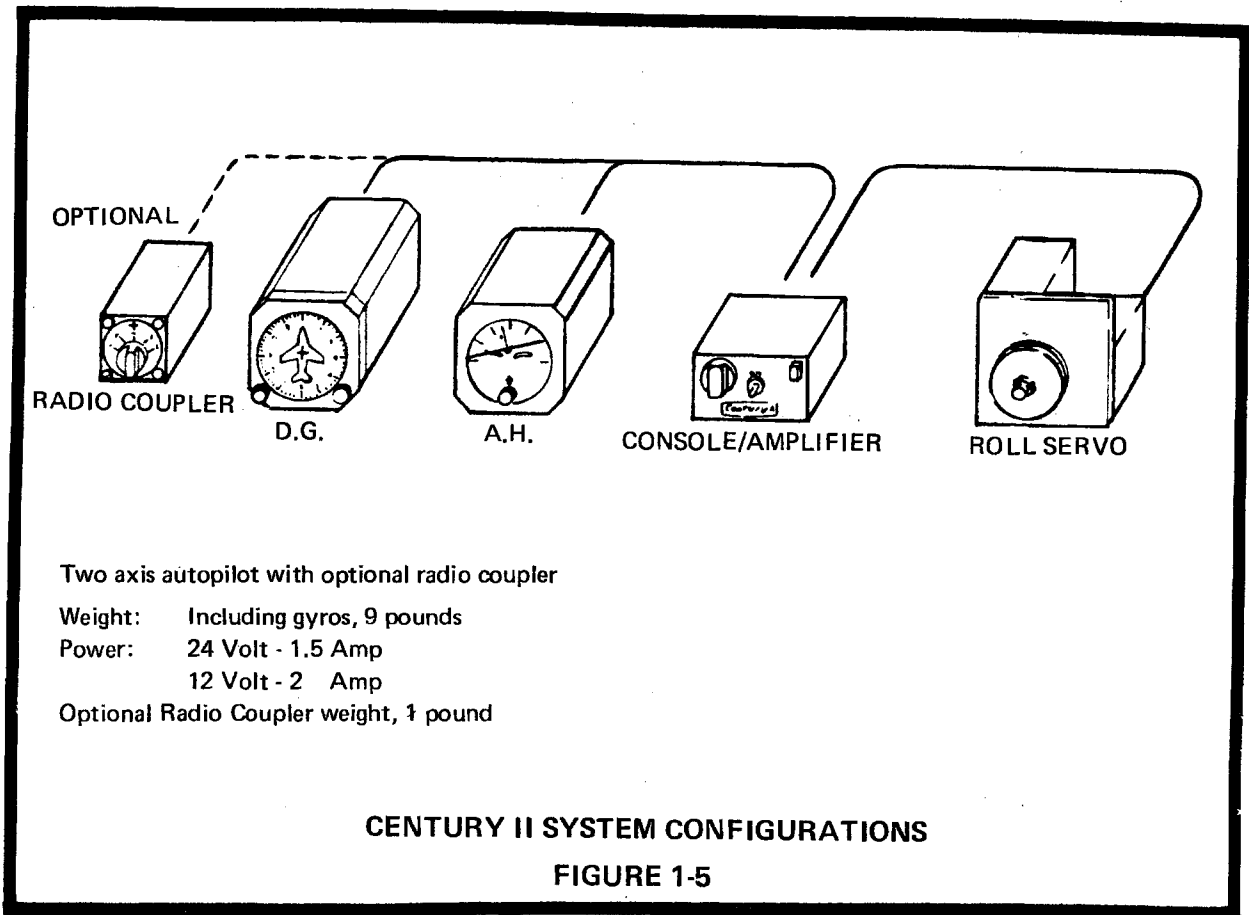 OPTIONAL
RADIO COUPLER
D.G.
A.H.
CONSOLE/AMPLIFIER
ROLL SERVO
Two axis autopilot with optional radio coupler
Weight: Including gyros, 9 pounds
Power: 24 Volt - 1.5 Amp
12 Volt - 2 Amp
Optional Radio Coupler weight, 1 pound
CENTURY II SYSTEM CONFIGURATIONS
FIGURE 1-5